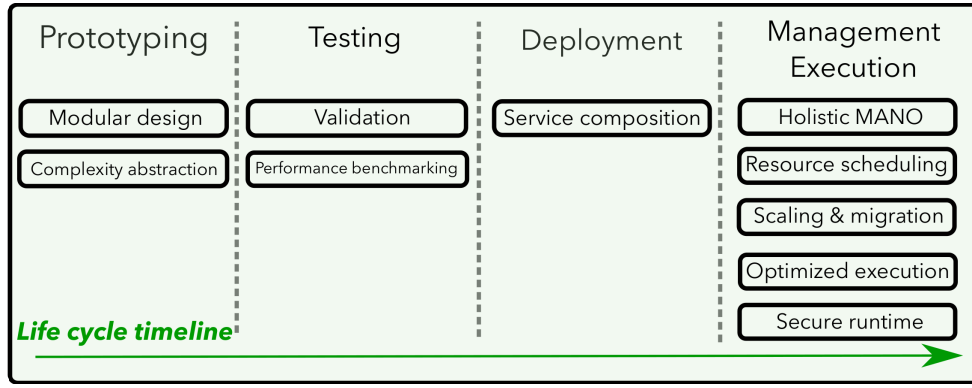 Prototyping
Modular design
Complexity abstraction
Testing
Validation
Performance benchmarking
Deployment
Service composition
Management
Execution
Holistic MANO
Resource scheduling
Scaling & migration
Optimized execution
Secure runtime
Life cycle timeline